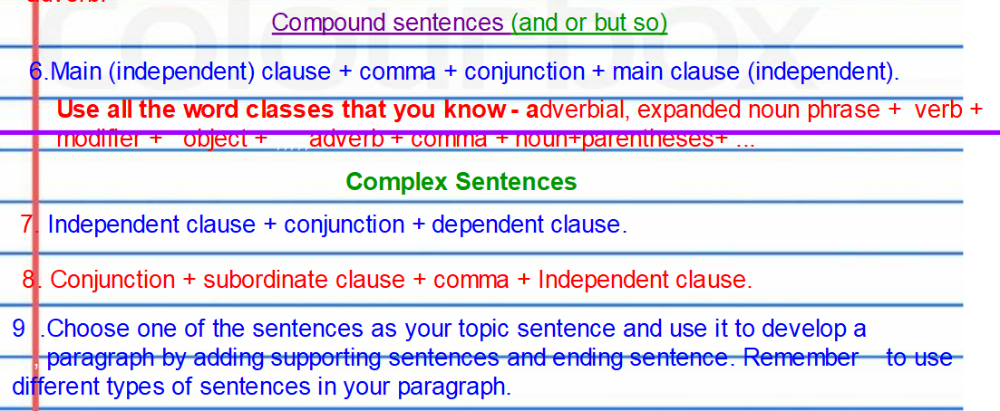 adverb.
Compound sentences (and or but so)
6.Main (independent) clause + comma + conjunction + main clause (independent).
Use all the word classes that you know - adverbial, expanded noun phrase + verb +
modifier + object + ,,,,, adverb + comma + noun+parentheses+ ...
Complex Sentences
7. Independent clause + conjunction + dependent clause.
8. Conjunction + subordinate clause + comma + Independent clause.
9 .Choose one of the sentences as your topic sentence and use it to develop a
, paragraph by adding supporting sentences and ending sentence. Remember to use
different types of sentences in your paragraph.